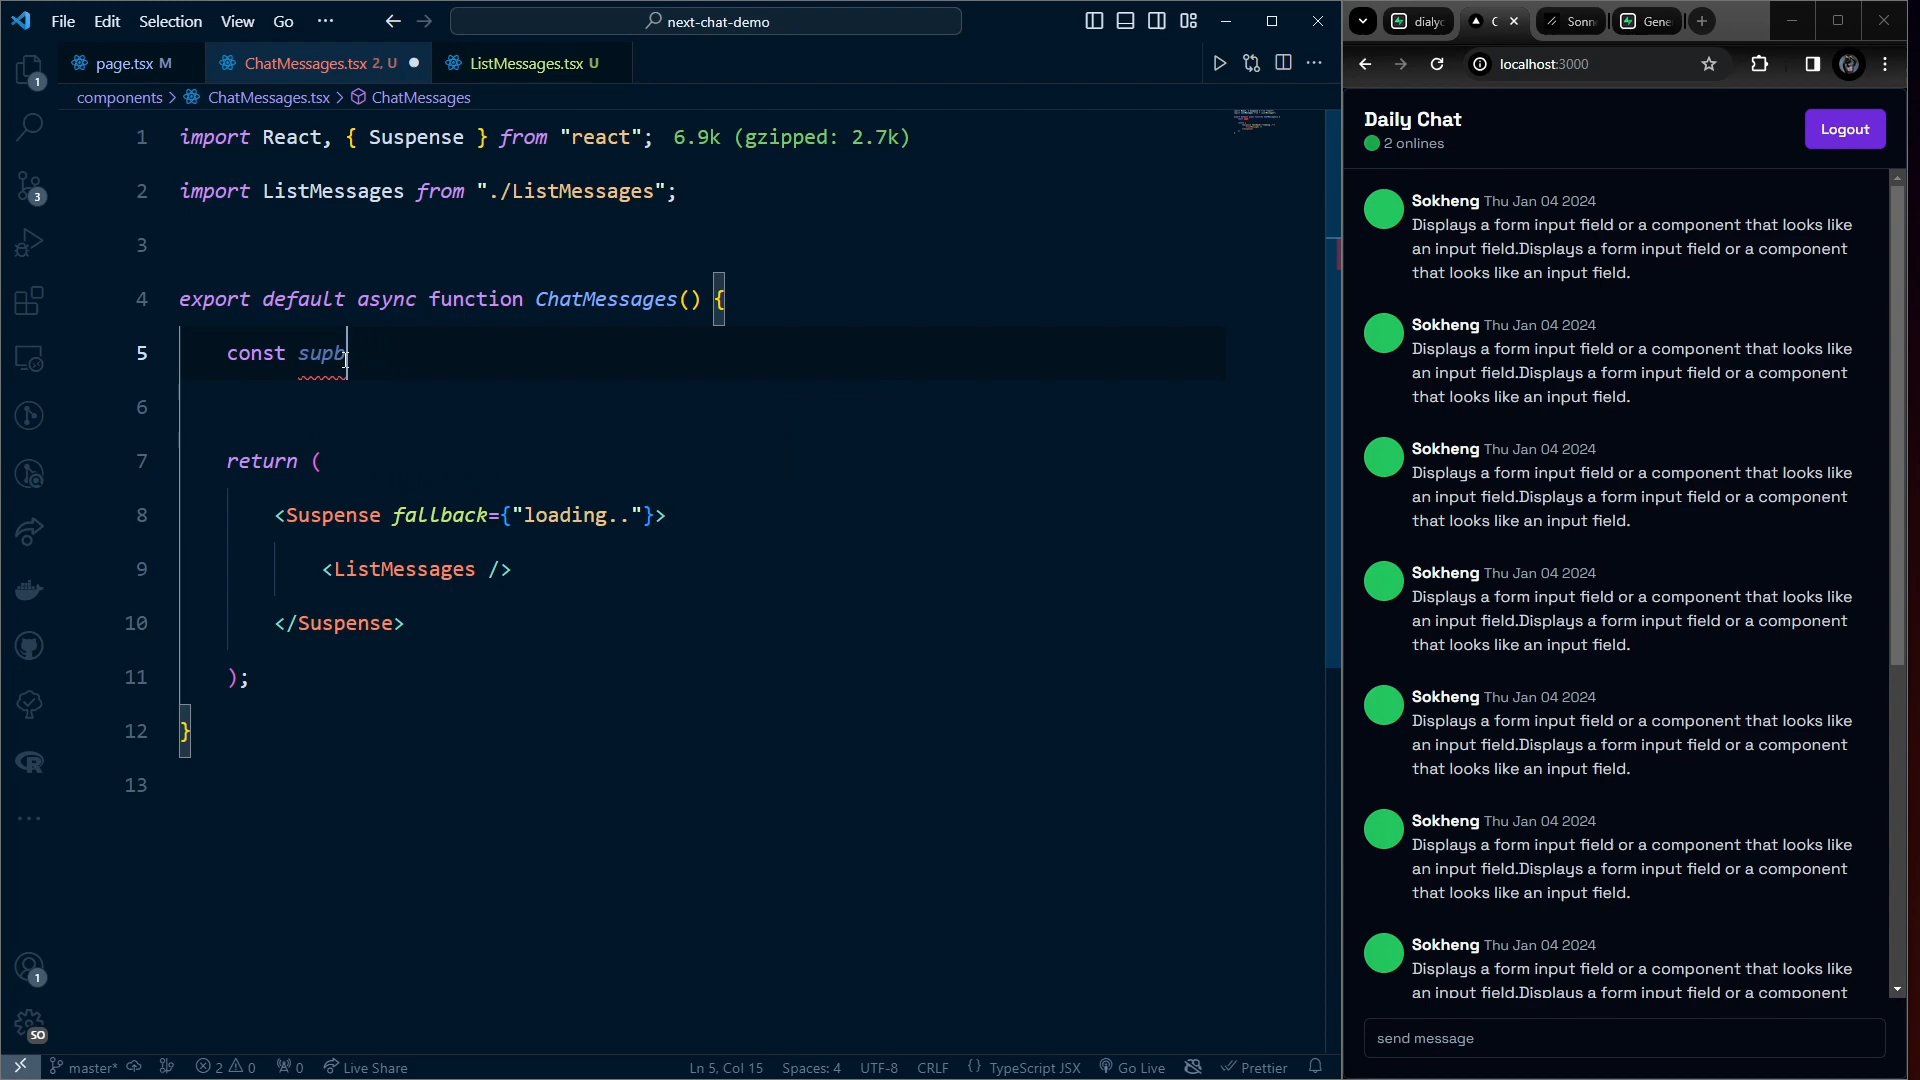 File Edit Selection View Go ··· next-chat-demo
page.tsx M ChatMessages.tsx 2, U ListMessages.tsx U
components > ChatMessages.tsx > ChatMessages
1 import React, { Suspense } from "react"; 6.9k (gzipped: 2.7k)
2 import ListMessages from "./ListMessages";
3
4 export default async function ChatMessages() {
5 const supb
6
7 return (
8 <Suspense fallback={"loading.."}>
9 <ListMessages />
10 </Suspense>
11 );
12 }
13
1
3
1
SO
master* 2 0 0 Live Share Ln 5, Col 15 Spaces: 4 UTF-8 CRLF {} TypeScript JSX Go Live Prettier
dialy C Sonn Gene
localhost:3000
Daily Chat
2 onlines
Logout
Sokheng Thu Jan 04 2024
Displays a form input field or a component that looks like
an input field.Displays a form input field or a component
that looks like an input field.
Sokheng Thu Jan 04 2024
Displays a form input field or a component that looks like
an input field.Displays a form input field or a component
that looks like an input field.
Sokheng Thu Jan 04 2024
Displays a form input field or a component that looks like
an input field.Displays a form input field or a component
that looks like an input field.
Sokheng Thu Jan 04 2024
Displays a form input field or a component that looks like
an input field.Displays a form input field or a component
that looks like an input field.
Sokheng Thu Jan 04 2024
Displays a form input field or a component that looks like
an input field.Displays a form input field or a component
that looks like an input field.
Sokheng Thu Jan 04 2024
Displays a form input field or a component that looks like
an input field.Displays a form input field or a component
that looks like an input field.
Sokheng Thu Jan 04 2024
Displays a form input field or a component that looks like
an input field.Displays a form input field or a component
send message